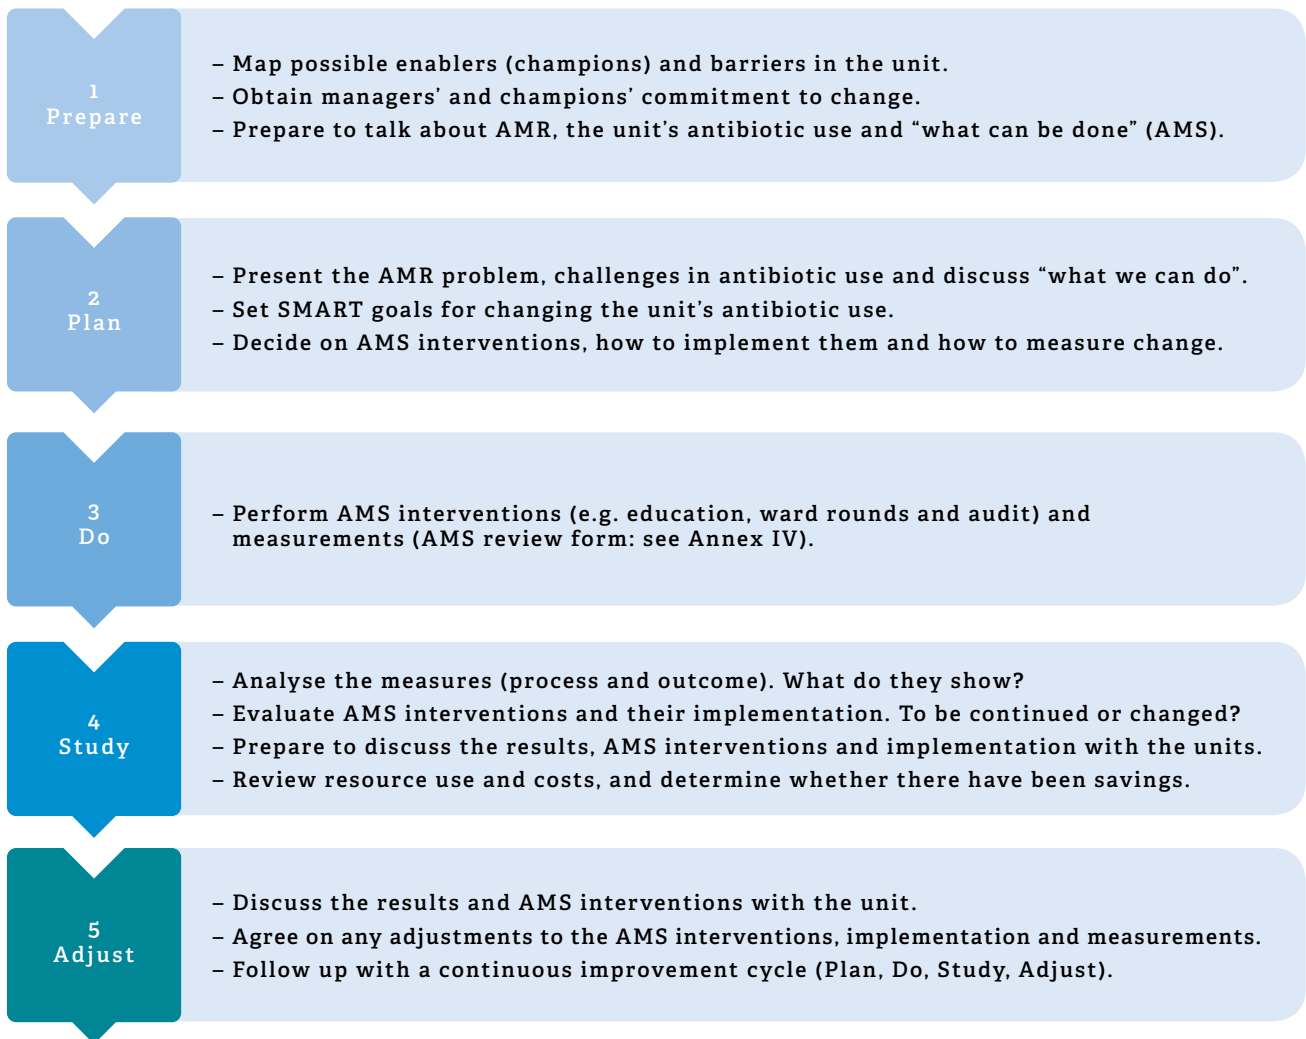 1
Prepare
– Map possible enablers (champions) and barriers in the unit.
– Obtain managers’ and champions’ commitment to change.
– Prepare to talk about AMR, the unit’s antibiotic use and “what can be done” (AMS).
2
Plan
– Present the AMR problem, challenges in antibiotic use and discuss “what we can do”.
– Set SMART goals for changing the unit’s antibiotic use.
– Decide on AMS interventions, how to implement them and how to measure change.
3
Do
– Perform AMS interventions (e.g. education, ward rounds and audit) and
measurements (AMS review form: see Annex IV).
4
Study
– Analyse the measures (process and outcome). What do they show?
– Evaluate AMS interventions and their implementation. To be continued or changed?
– Prepare to discuss the results, AMS interventions and implementation with the units.
– Review resource use and costs, and determine whether there have been savings.
5
Adjust
– Discuss the results and AMS interventions with the unit.
– Agree on any adjustments to the AMS interventions, implementation and measurements.
– Follow up with a continuous improvement cycle (Plan, Do, Study, Adjust).